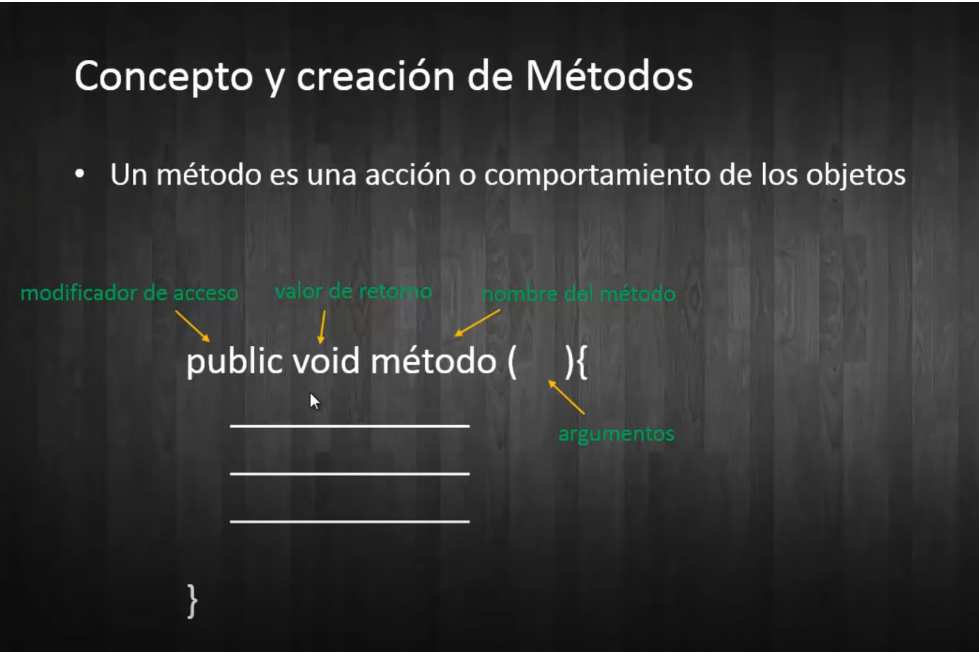 Concepto y creación de Métodos
• Un método es una acción o comportamiento de los objetos
modificador de acceso valor de retorno nombre del método
public void método ( ){
argumentos
}